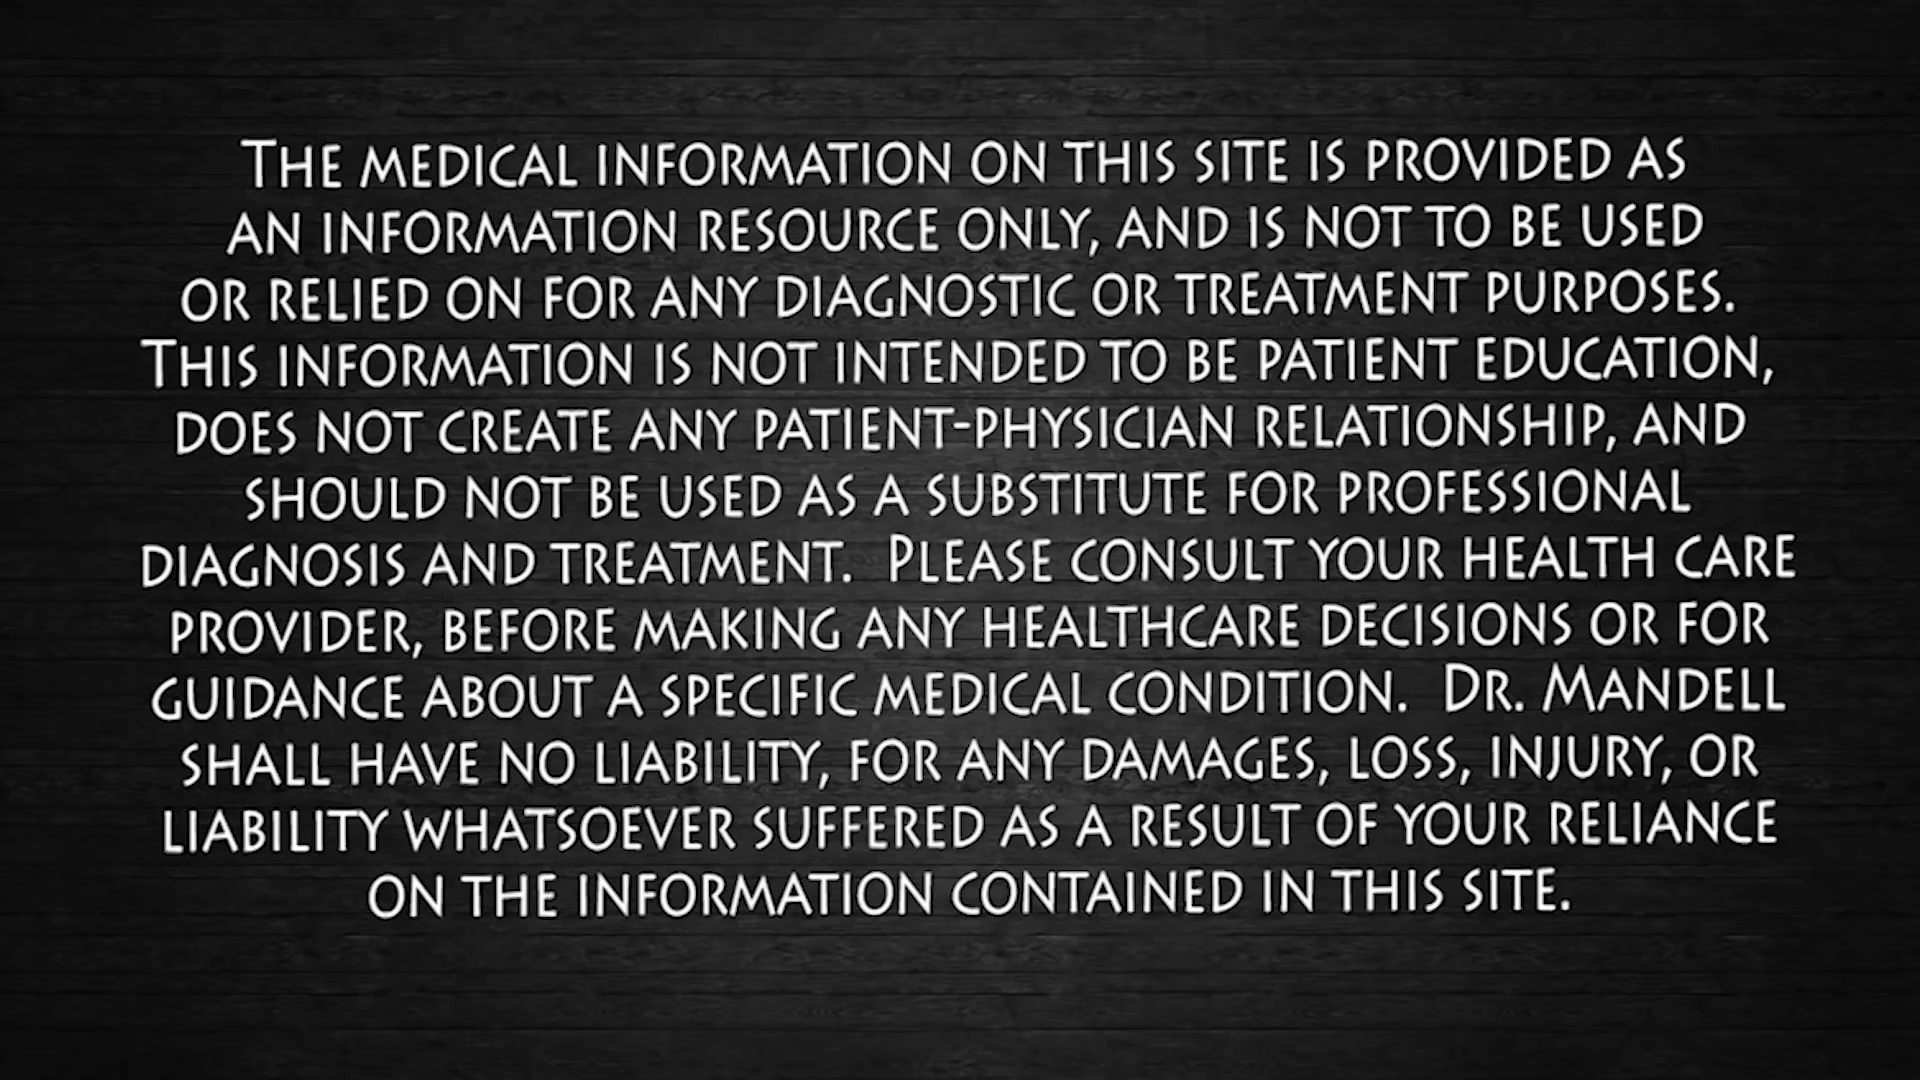 The medical information on this site is provided as
an information resource only, and is not to be used
or relied on for any diagnostic or treatment purposes.
This information is not intended to be patient education,
does not create any patient-physician relationship, and
should not be used as a substitute for professional
diagnosis and treatment.  Please consult your health care
provider, before making any healthcare decisions or for
guidance about a specific medical condition.  Dr. Mandell
shall have no liability, for any damages, loss, injury, or
liability whatsoever suffered as a result of your reliance
on the information contained in this site.